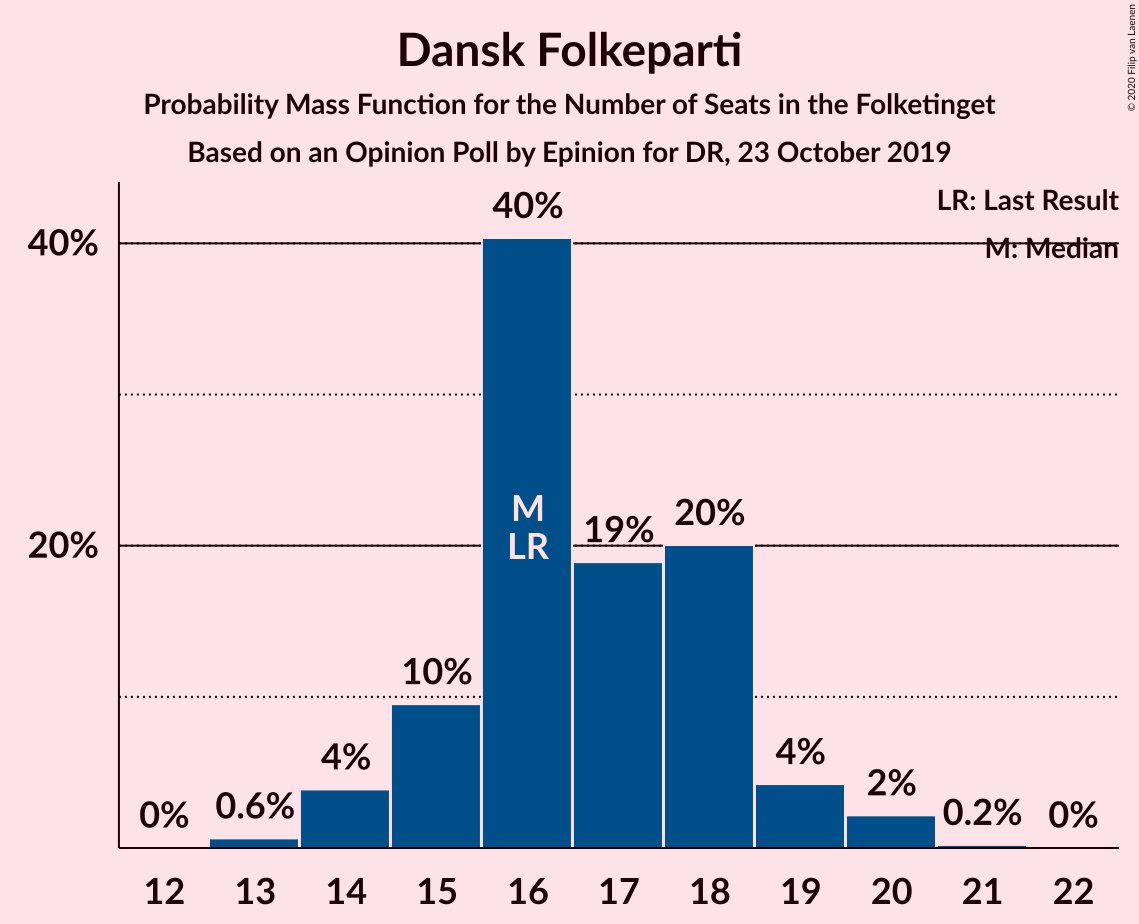 Dansk Folkeparti
Probability Mass Function for the Number of Seats in the Folketinget
Based on an Opinion Poll by Epinion for DR, 23 October 2019
© 2020 Filip van Laenen
LR: Last Result
M: Median
40%
20%
0%
0.6%
4%
10%
40%
M
LR
19%
20%
4%
2%
0.2%
0%
12 13 14 15 16 17 18 19 20 21 22